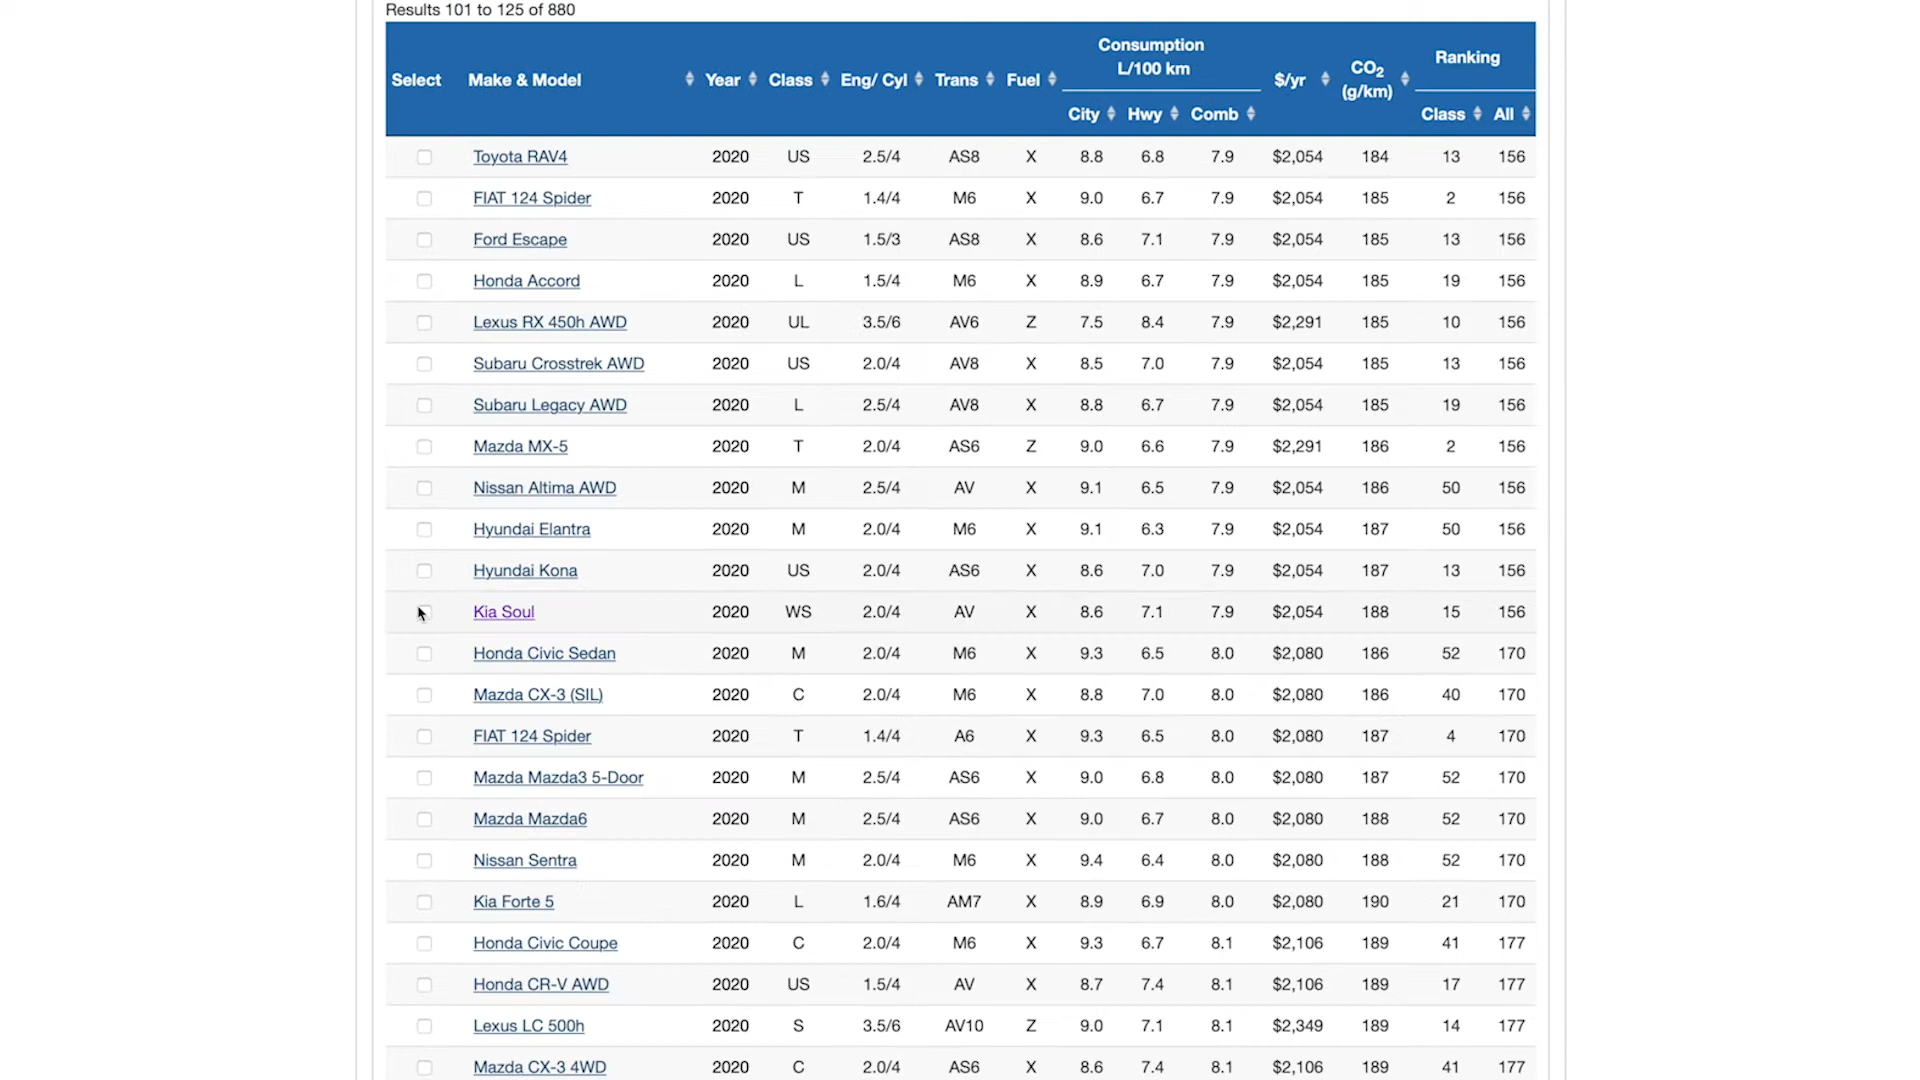 Results 101 to 125 of 880
Select Make & Model Year Class Eng/ Cyl Trans Fuel Consumption L/100 km $/yr CO₂ (g/km) Ranking
City Hwy Comb Class All
Toyota RAV4 2020 US 2.5/4 AS8 X 8.8 6.8 7.9 $2,054 184 13 156
FIAT 124 Spider 2020 T 1.4/4 M6 X 9.0 6.7 7.9 $2,054 185 2 156
Ford Escape 2020 US 1.5/3 AS8 X 8.6 7.1 7.9 $2,054 185 13 156
Honda Accord 2020 L 1.5/4 M6 X 8.9 6.7 7.9 $2,054 185 19 156
Lexus RX 450h AWD 2020 UL 3.5/6 AV6 Z 7.5 8.4 7.9 $2,291 185 10 156
Subaru Crosstrek AWD 2020 US 2.0/4 AV8 X 8.5 7.0 7.9 $2,054 185 13 156
Subaru Legacy AWD 2020 L 2.5/4 AV8 X 8.8 6.7 7.9 $2,054 185 19 156
Mazda MX-5 2020 T 2.0/4 AS6 Z 9.0 6.6 7.9 $2,291 186 2 156
Nissan Altima AWD 2020 M 2.5/4 AV X 9.1 6.5 7.9 $2,054 186 50 156
Hyundai Elantra 2020 M 2.0/4 M6 X 9.1 6.3 7.9 $2,054 187 50 156
Hyundai Kona 2020 US 2.0/4 AS6 X 8.6 7.0 7.9 $2,054 187 13 156
Kia Soul 2020 WS 2.0/4 AV X 8.6 7.1 7.9 $2,054 188 15 156
Honda Civic Sedan 2020 M 2.0/4 M6 X 9.3 6.5 8.0 $2,080 186 52 170
Mazda CX-3 (SIL) 2020 C 2.0/4 M6 X 8.8 7.0 8.0 $2,080 186 40 170
FIAT 124 Spider 2020 T 1.4/4 A6 X 9.3 6.5 8.0 $2,080 187 4 170
Mazda Mazda3 5-Door 2020 M 2.5/4 AS6 X 9.0 6.8 8.0 $2,080 187 52 170
Mazda Mazda6 2020 M 2.5/4 AS6 X 9.0 6.7 8.0 $2,080 188 52 170
Nissan Sentra 2020 M 2.0/4 M6 X 9.4 6.4 8.0 $2,080 188 52 170
Kia Forte 5 2020 L 1.6/4 AM7 X 8.9 6.9 8.0 $2,080 190 21 170
Honda Civic Coupe 2020 C 2.0/4 M6 X 9.3 6.7 8.1 $2,106 189 41 177
Honda CR-V AWD 2020 US 1.5/4 AV X 8.7 7.4 8.1 $2,106 189 17 177
Lexus LC 500h 2020 S 3.5/6 AV10 Z 9.0 7.1 8.1 $2,349 189 14 177
Mazda CX-3 4WD 2020 C 2.0/4 AS6 X 8.6 7.4 8.1 $2,106 189 41 177